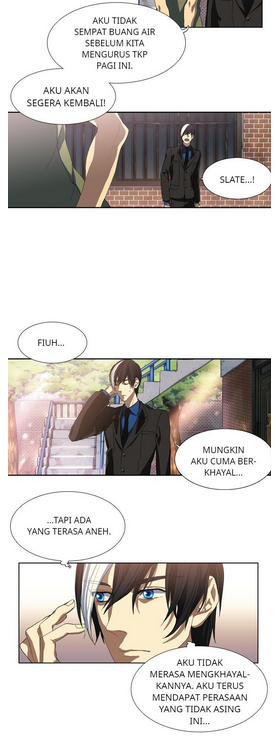 AKU TIDAK
SEMPAT BUANG AIR
SEBELUM KITA
MENGURUS TKP
PAGI INI.
AKU AKAN
SEGERA KEMBALI!
SLATE...!
FIUH...
MUNGKIN
AKU CUMA BER-
KHAYAL...
...TAPI ADA
YANG TERASA ANEH.
AKU TIDAK
MERASA MENGKHAYAL-
KANNYA. AKU TERUS
MENDAPAT PERASAAN
YANG TIDAK ASING
INI...